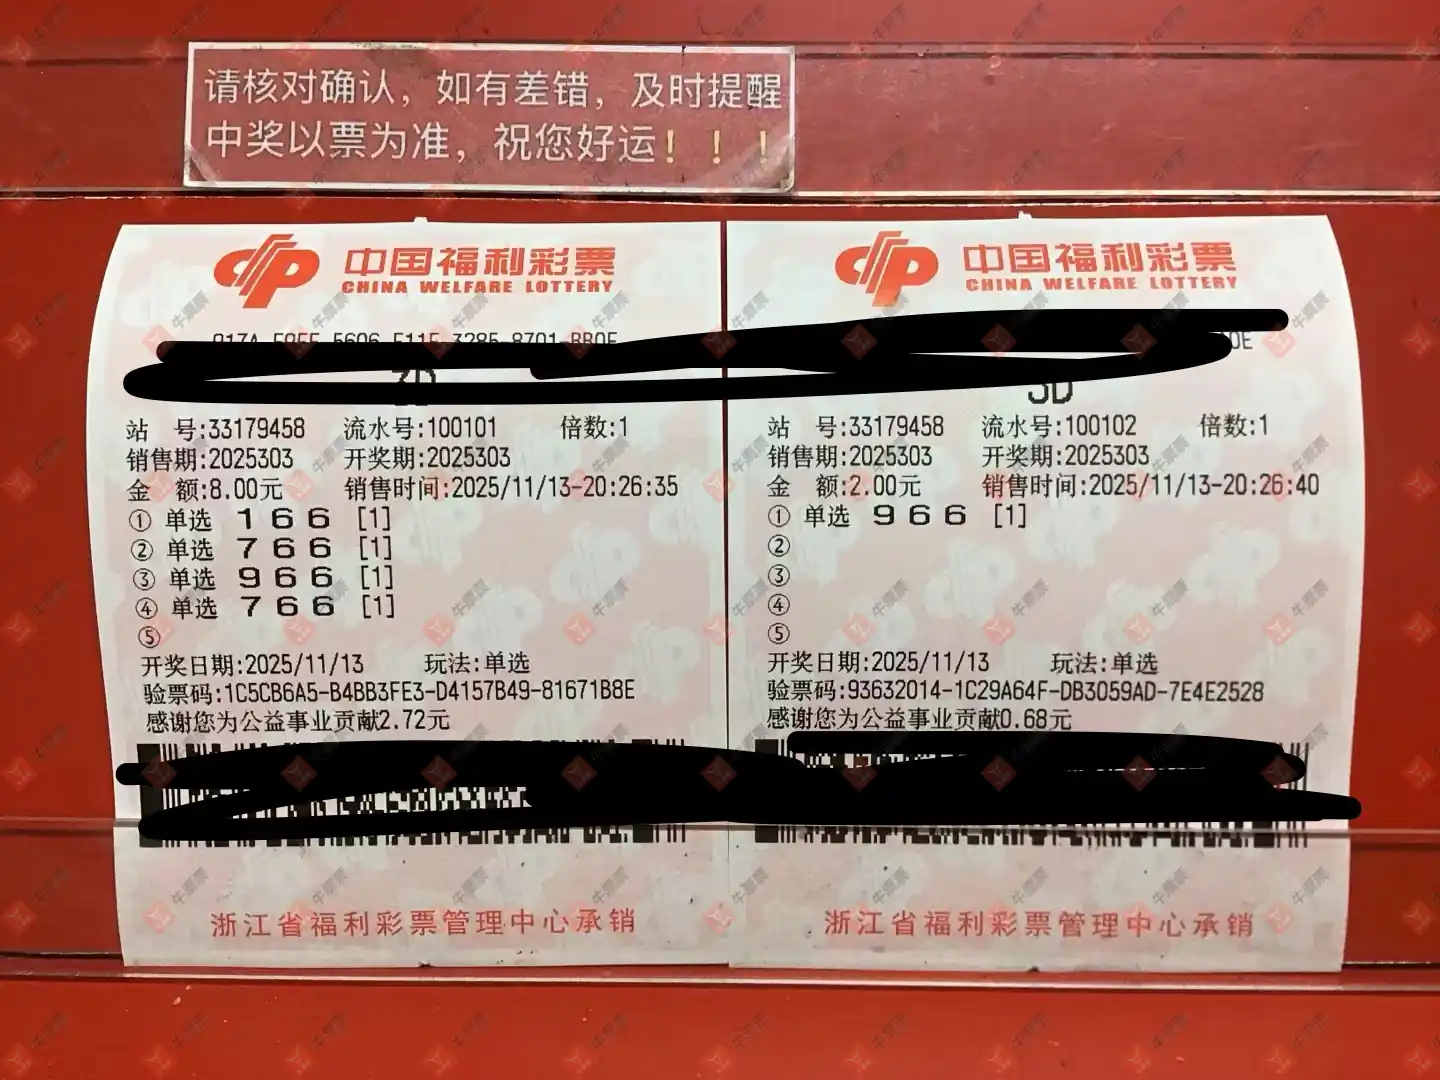 请核对确认，如有差错，及时提醒
中奖以票为准，祝您好运！！！
中国福利彩票
CHINA WELFARE LOTTERY
3D
站 号:33179458 流水号:100101 倍数:1
销售期:2025303 开奖期:2025303
金 额:8.00元 销售时间:2025/11/13-20:26:35
① 单选 1 6 6 [1]
② 单选 7 6 6 [1]
③ 单选 9 6 6 [1]
④ 单选 7 6 6 [1]
⑤
开奖日期:2025/11/13 玩法:单选
验票码:1C5CB6A5-B4BB3FE3-D4157B49-81671B8E
感谢您为公益事业贡献2.72元
浙江省福利彩票管理中心承销
中国福利彩票
CHINA WELFARE LOTTERY
3D
站 号:33179458 流水号:100102 倍数:1
销售期:2025303 开奖期:2025303
金 额:2.00元 销售时间:2025/11/13-20:26:40
① 单选 9 6 6 [1]
②
③
④
⑤
开奖日期:2025/11/13 玩法:单选
验票码:93632014-1C29A64F-DB3059AD-7E4E2528
感谢您为公益事业贡献0.68元
浙江省福利彩票管理中心承销